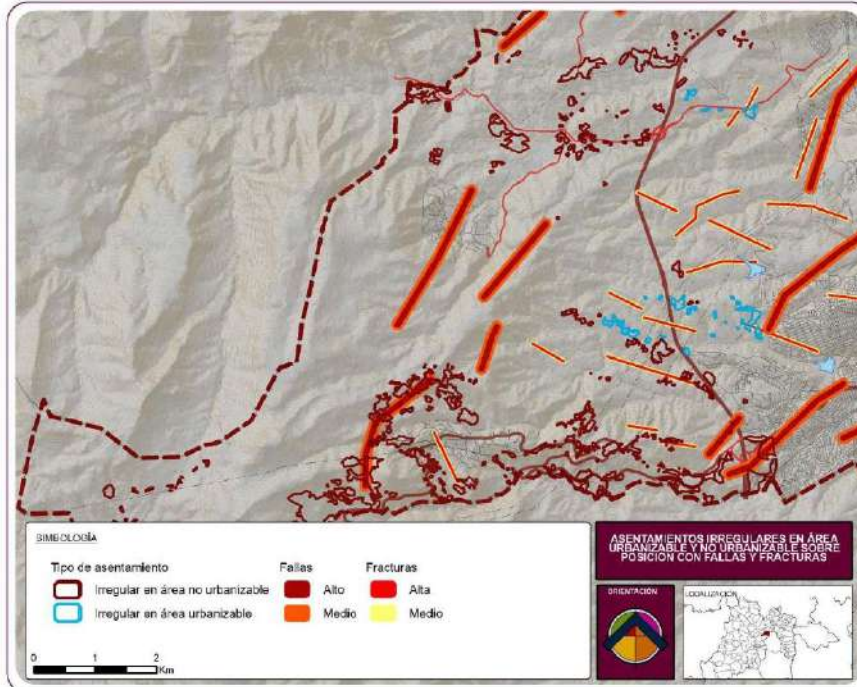 SIMBOLOGÍA
Tipo de asentamiento
Irregular en área no urbanizable
Irregular en área urbanizable
Fallas
Alto
Medio
Fracturas
Alta
Medio
0 1 2
Km
ASENTAMIENTOS IRREGULARES EN ÁREA
URBANIZABLE Y NO URBANIZABLE SOBRE
POSICION CON FALLAS Y FRACTURAS
ORIENTACIÓN
LOCALIZACIÓN